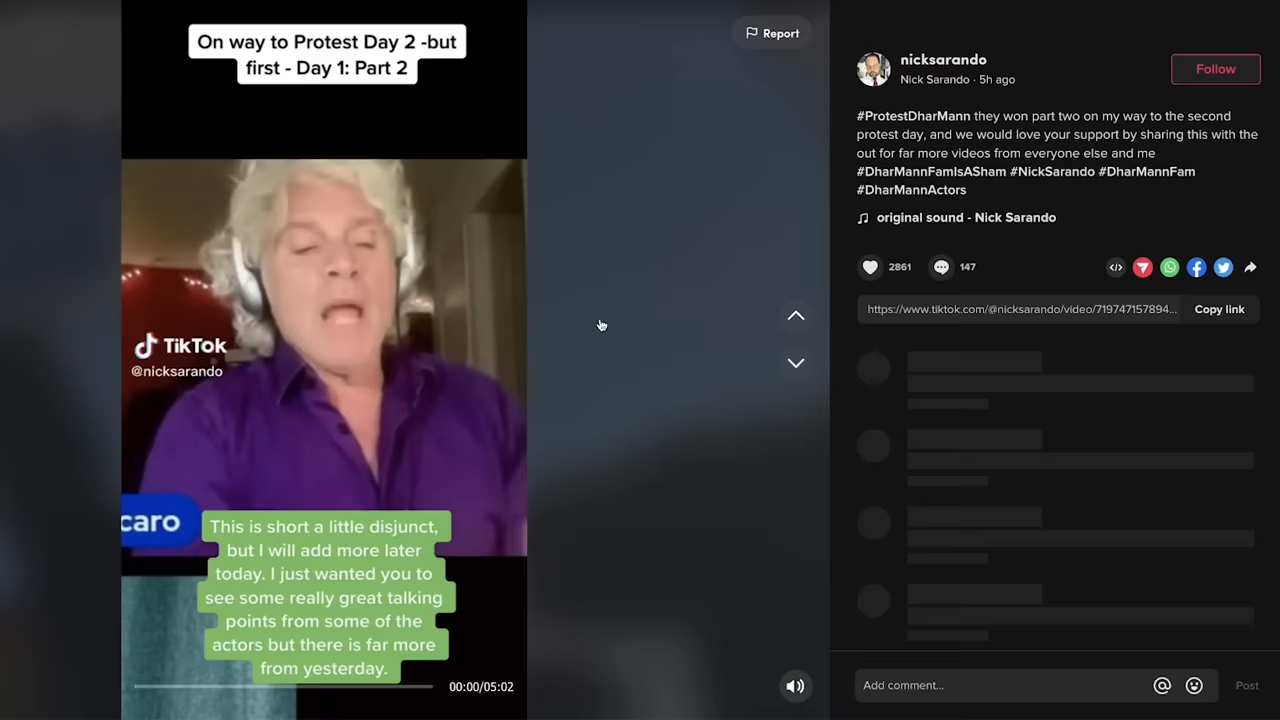 On way to Protest Day 2 -but
first - Day 1: Part 2
TikTok
@nicksarando
caro
This is short a little disjunct,
but I will add more later
today. I just wanted you to
see some really great talking
points from some of the
actors but there is far more
from yesterday.
00:00/05:02
Report
nicksarando
Nick Sarando · 5h ago
Follow
#ProtestDharMann they won part two on my way to the second
protest day, and we would love your support by sharing this with the
out for far more videos from everyone else and me
#DharMannFamIsASham #NickSarando #DharMannFam
#DharMannActors
original sound - Nick Sarando
2861
147
https://www.tiktok.com/@nicksarando/video/719747157894...
Copy link
Add comment...
Post